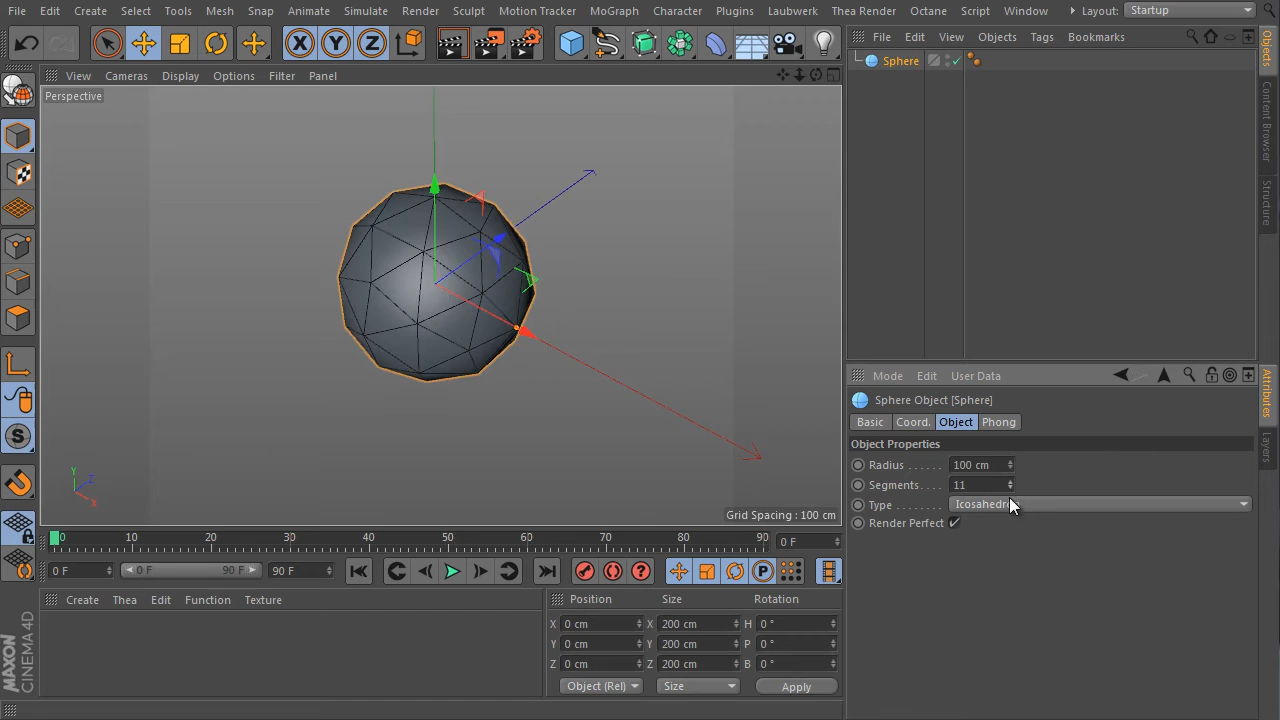 File Edit Create Select Tools Mesh Snap Animate Simulate Render Sculpt Motion Tracker MoGraph Character Plugins Laubwerk Thea Render Octane Script Window Layout: Startup
X Y Z
File Edit View Objects Tags Bookmarks
Sphere
View Cameras Display Options Filter Panel
Perspective
Y
Z
X
Grid Spacing : 100 cm
Objects
Content Browser
Structure
Mode Edit User Data
Sphere Object [Sphere]
Basic Coord. Object Phong
Object Properties
Radius . . . . . . 100 cm
Segments . . . . 11
Type . . . . . . . .
Render Perfect
Attributes
Layers
S
0 10 20 30 40 50 60 70 80 90 0 F
0 F 0 F 90 F 90 F
P
Create Thea Edit Function Texture
Position Size Rotation
X 0 cm X 200 cm H 0 °
Y 0 cm Y 200 cm P 0 °
Z 0 cm Z 200 cm B 0 °
Object (Rel) Size Apply
MAXON
CINEMA 4D